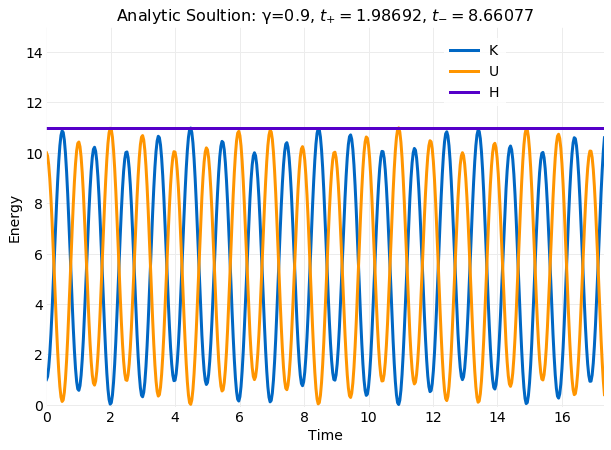 Analytic Soultion: γ=0.9, t₊ = 1.98692, t₋ = 8.66077
14
12
10
8
6
4
2
0
Energy
K
U
H
0 2 4 6 8 10 12 14 16
Time